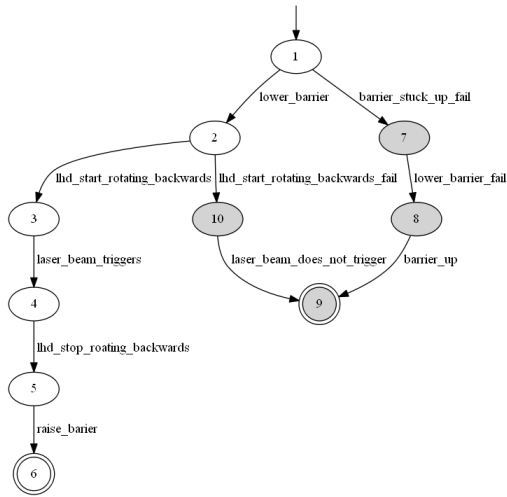 1
lower_barrier
barrier_stuck_up_fail
2
7
lhd_start_rotating_backwards
lhd_start_rotating_backwards_fail
lower_barrier_fail
3
10
8
laser_beam_triggers
laser_beam_does_not_trigger
barrier_up
4
9
lhd_stop_roating_backwards
5
raise_barier
6